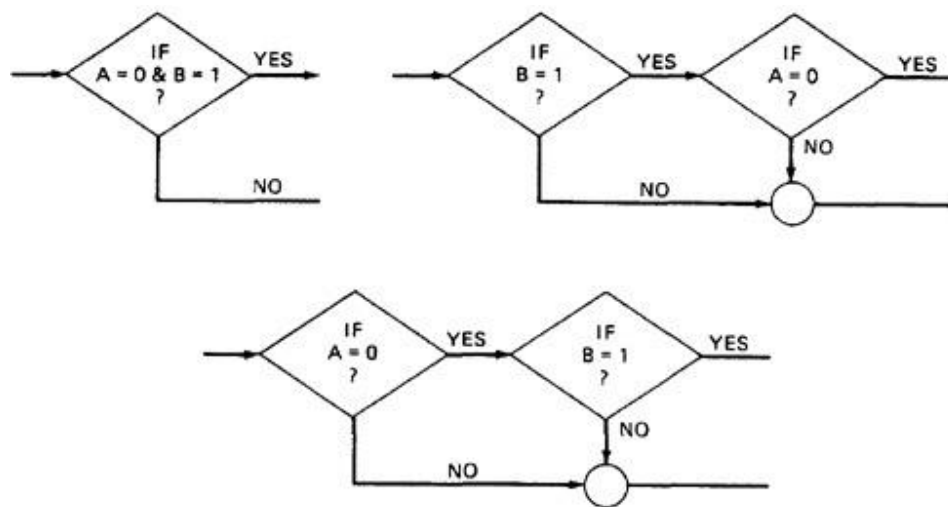 IF
A = 0 & B = 1
?
YES
NO
IF
B = 1
?
YES
NO
IF
A = 0
?
YES
NO
IF
A = 0
?
YES
NO
IF
B = 1
?
YES
NO